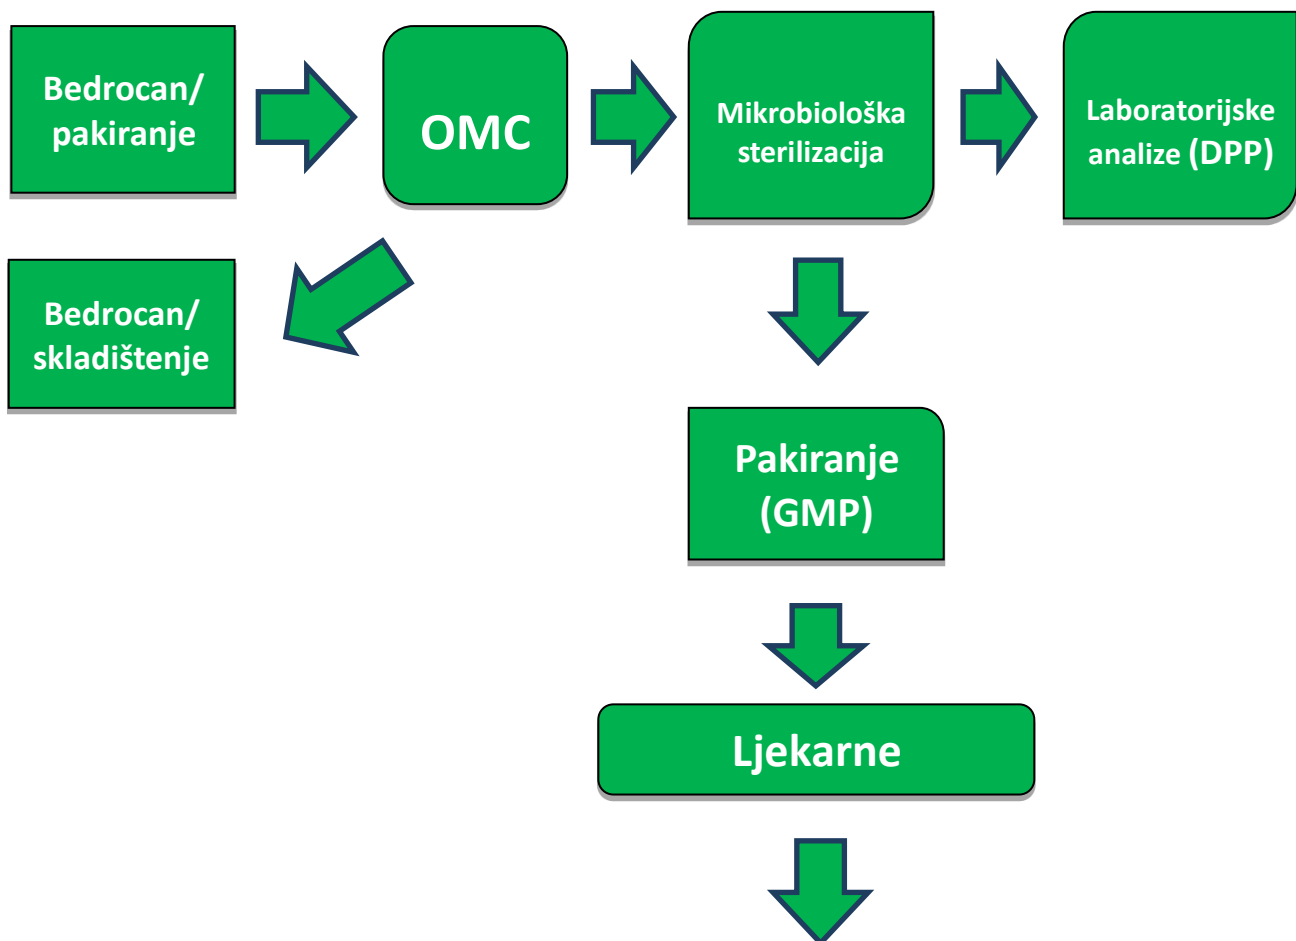 Bedrocan/
pakiranje
OMC
Mikrobiološka
sterilizacija
Laboratorijske
analize (DPP)
Bedrocan/
skladištenje
Pakiranje
(GMP)
Ljekarne